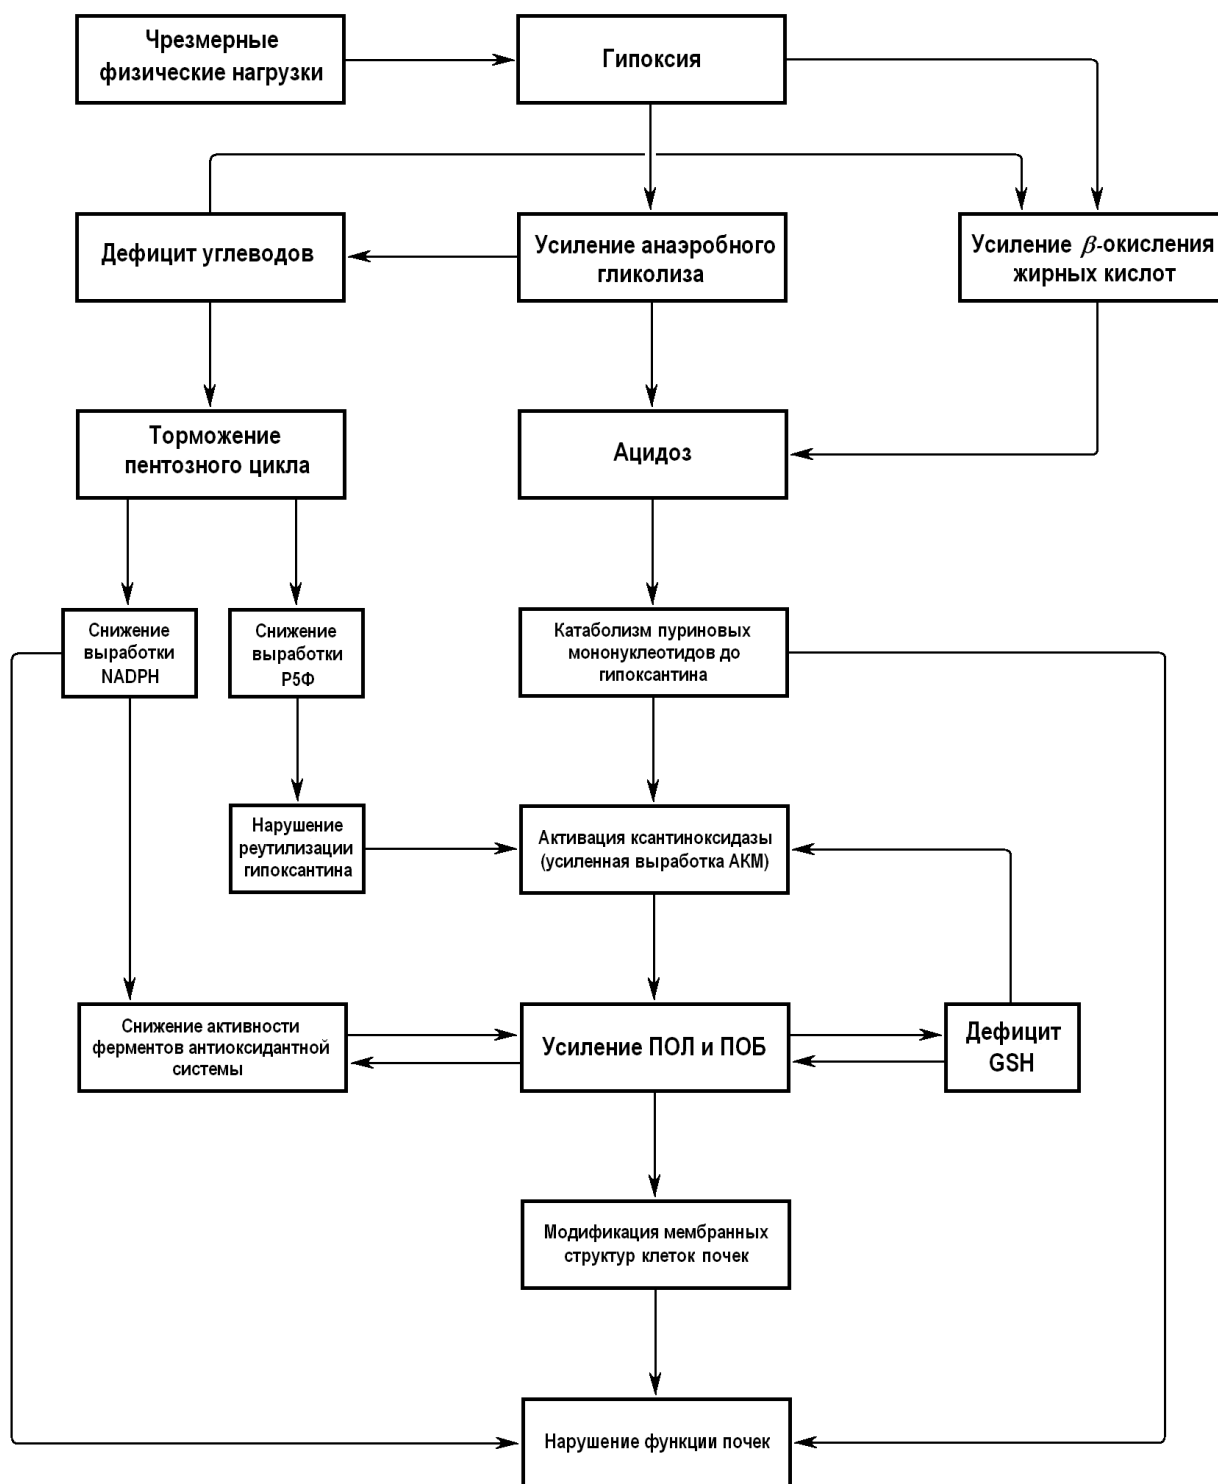 Чрезмерные
физические нагрузки
Гипоксия
Дефицит углеводов
Усиление анаэробного
гликолиза
Усиление β-окисления
жирных кислот
Торможение
пентозного цикла
Ацидоз
Снижение
выработки
NADPH
Снижение
выработки
Р5Ф
Катаболизм пуриновых
мононуклеотидов до
гипоксантина
Нарушение
реутилизации
гипоксантина
Активация ксантиноксидазы
(усиленная выработка АКМ)
Снижение активности
ферментов антиоксидантной
системы
Усиление ПОЛ и ПОБ
Дефицит
GSH
Модификация мембранных
структур клеток почек
Нарушение функции почек